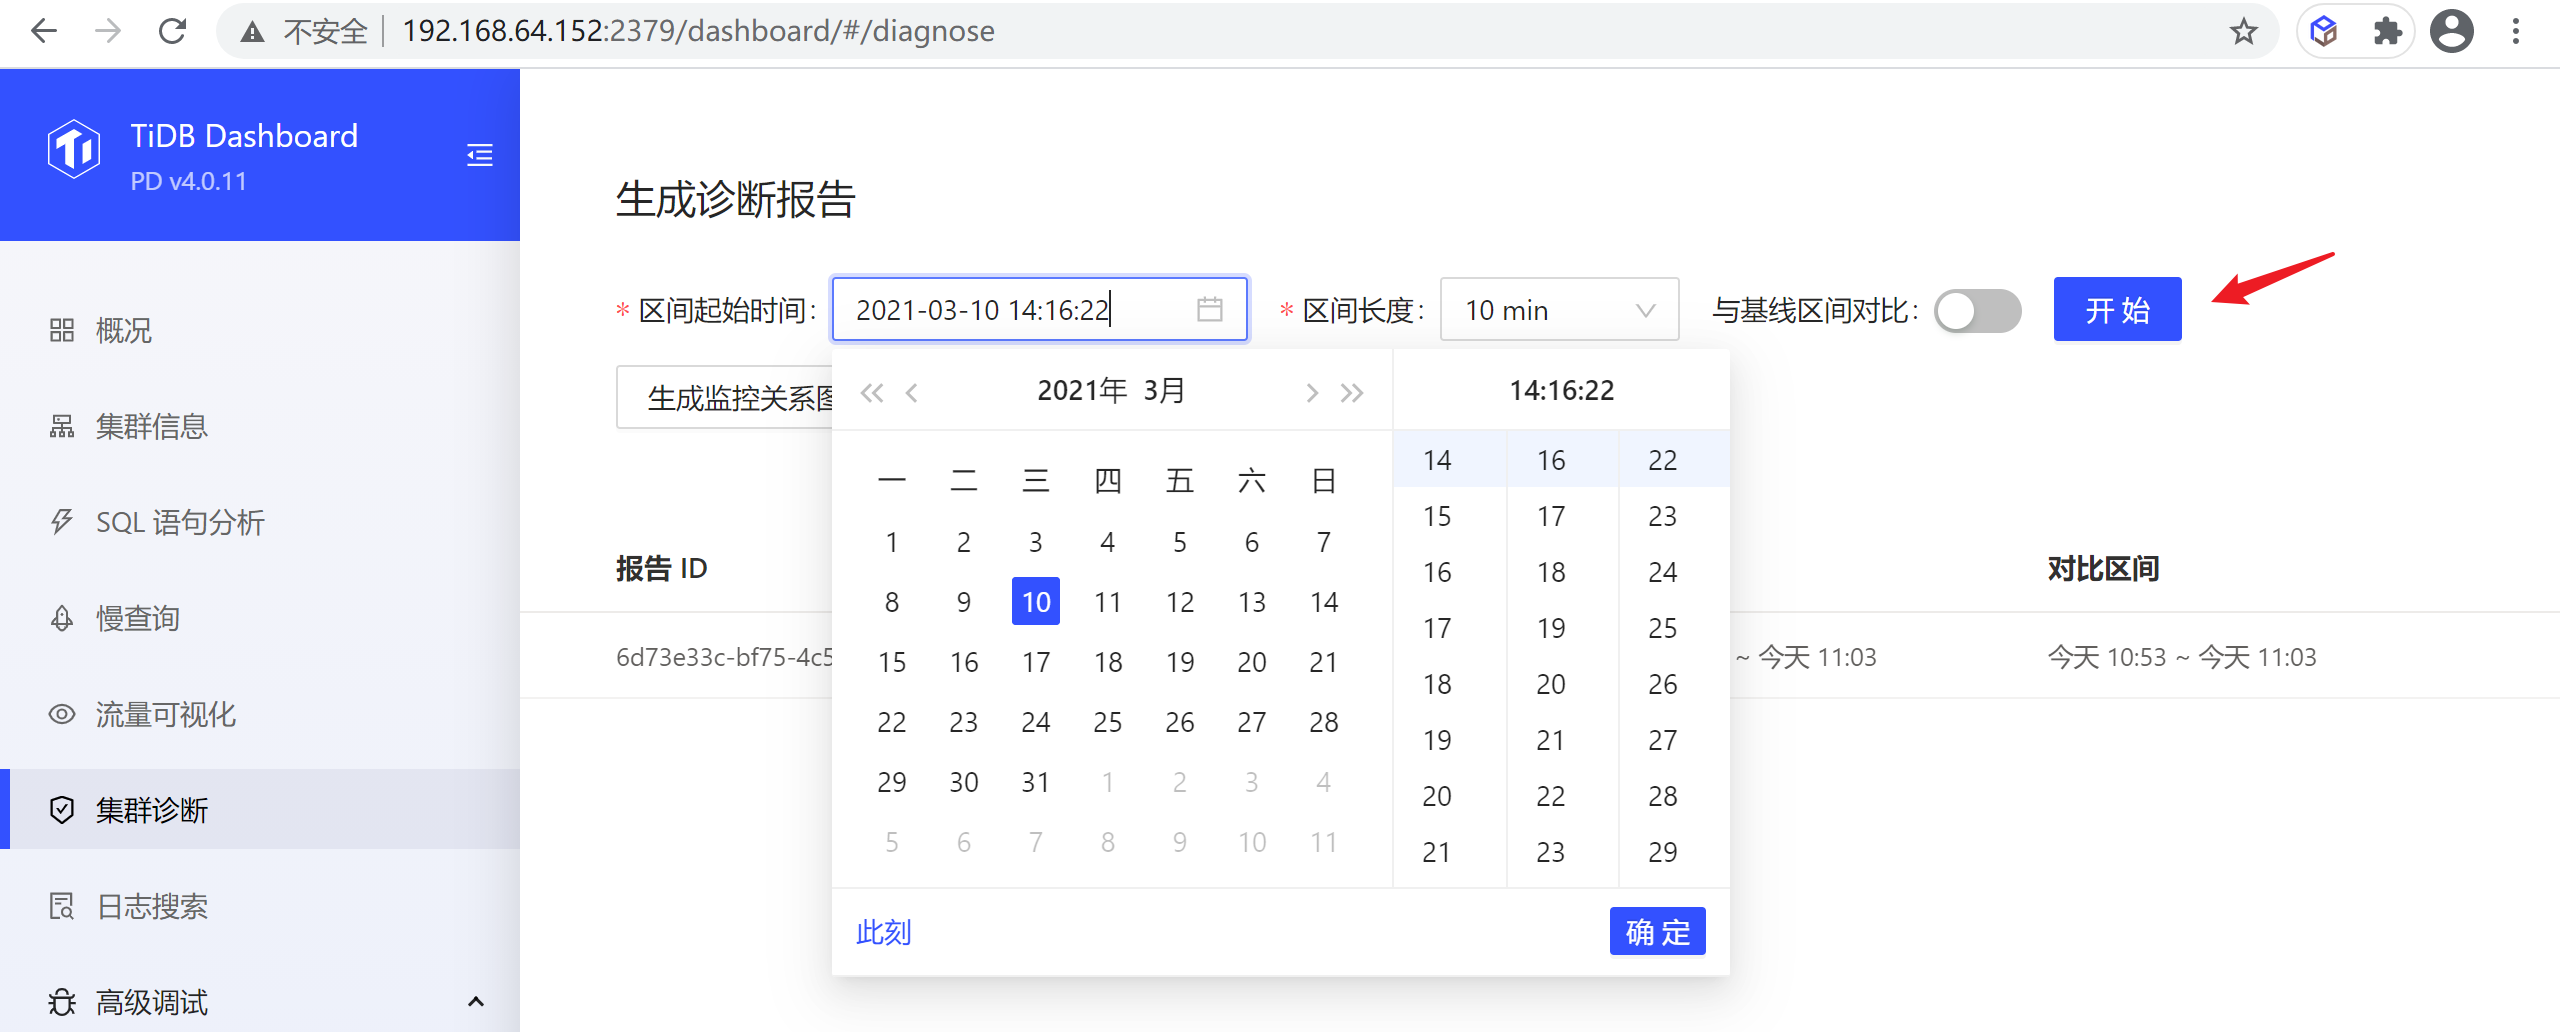 不安全 192.168.64.152:2379/dashboard/#/diagnose
TiDB Dashboard
PD v4.0.11
概况
集群信息
SQL 语句分析
慢查询
流量可视化
集群诊断
日志搜索
高级调试
生成诊断报告
* 区间起始时间: 2021-03-10 14:16:22 * 区间长度: 10 min 与基线区间对比: 开始
生成监控关系图
2021年 3月 14:16:22
一 二 三 四 五 六 日
1 2 3 4 5 6 7
8 9 10 11 12 13 14
15 16 17 18 19 20 21
22 23 24 25 26 27 28
29 30 31 1 2 3 4
5 6 7 8 9 10 11
14 16 22
15 17 23
16 18 24
17 19 25
18 20 26
19 21 27
20 22 28
21 23 29
此刻 确定
报告 ID 对比区间
6d73e33c-bf75-4c5 ~ 今天 11:03 今天 10:53 ~ 今天 11:03